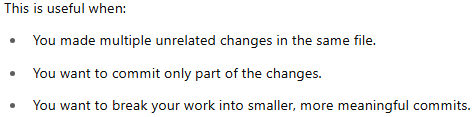 This is useful when:
• You made multiple unrelated changes in the same file.
• You want to commit only part of the changes.
• You want to break your work into smaller, more meaningful commits.